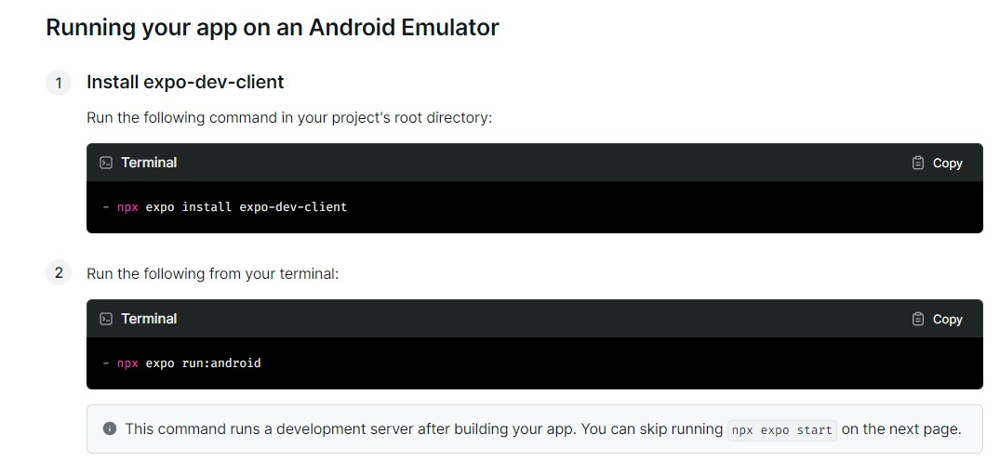 Running your app on an Android Emulator
1
Install expo-dev-client
Run the following command in your project's root directory:
Terminal
Copy
- npx expo install expo-dev-client
2
Run the following from your terminal:
Terminal
Copy
- npx expo run:android
This command runs a development server after building your app. You can skip running npx expo start on the next page.